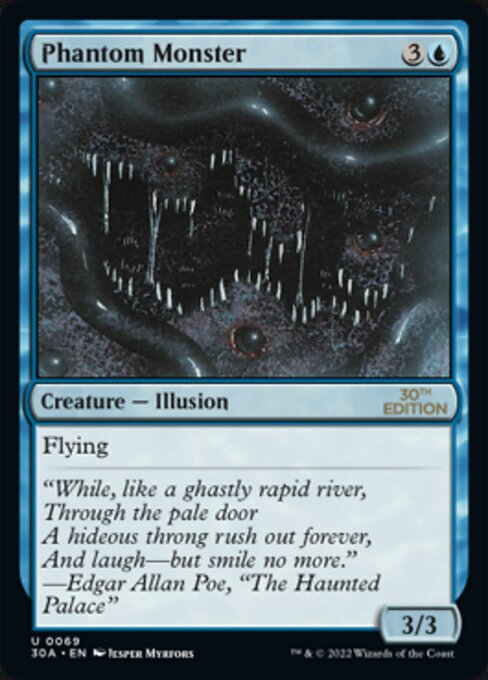 Phantom Monster 3
Creature — Illusion
30TH
EDITION
Flying
“While, like a ghastly rapid river,
Through the pale door
A hideous throng rush out forever,
And laugh—but smile no more.”
—Edgar Allan Poe, “The Haunted
Palace”
3/3
U 0069
30A • EN Jesper Myrfors
™ & © 2022 Wizards of the Coast